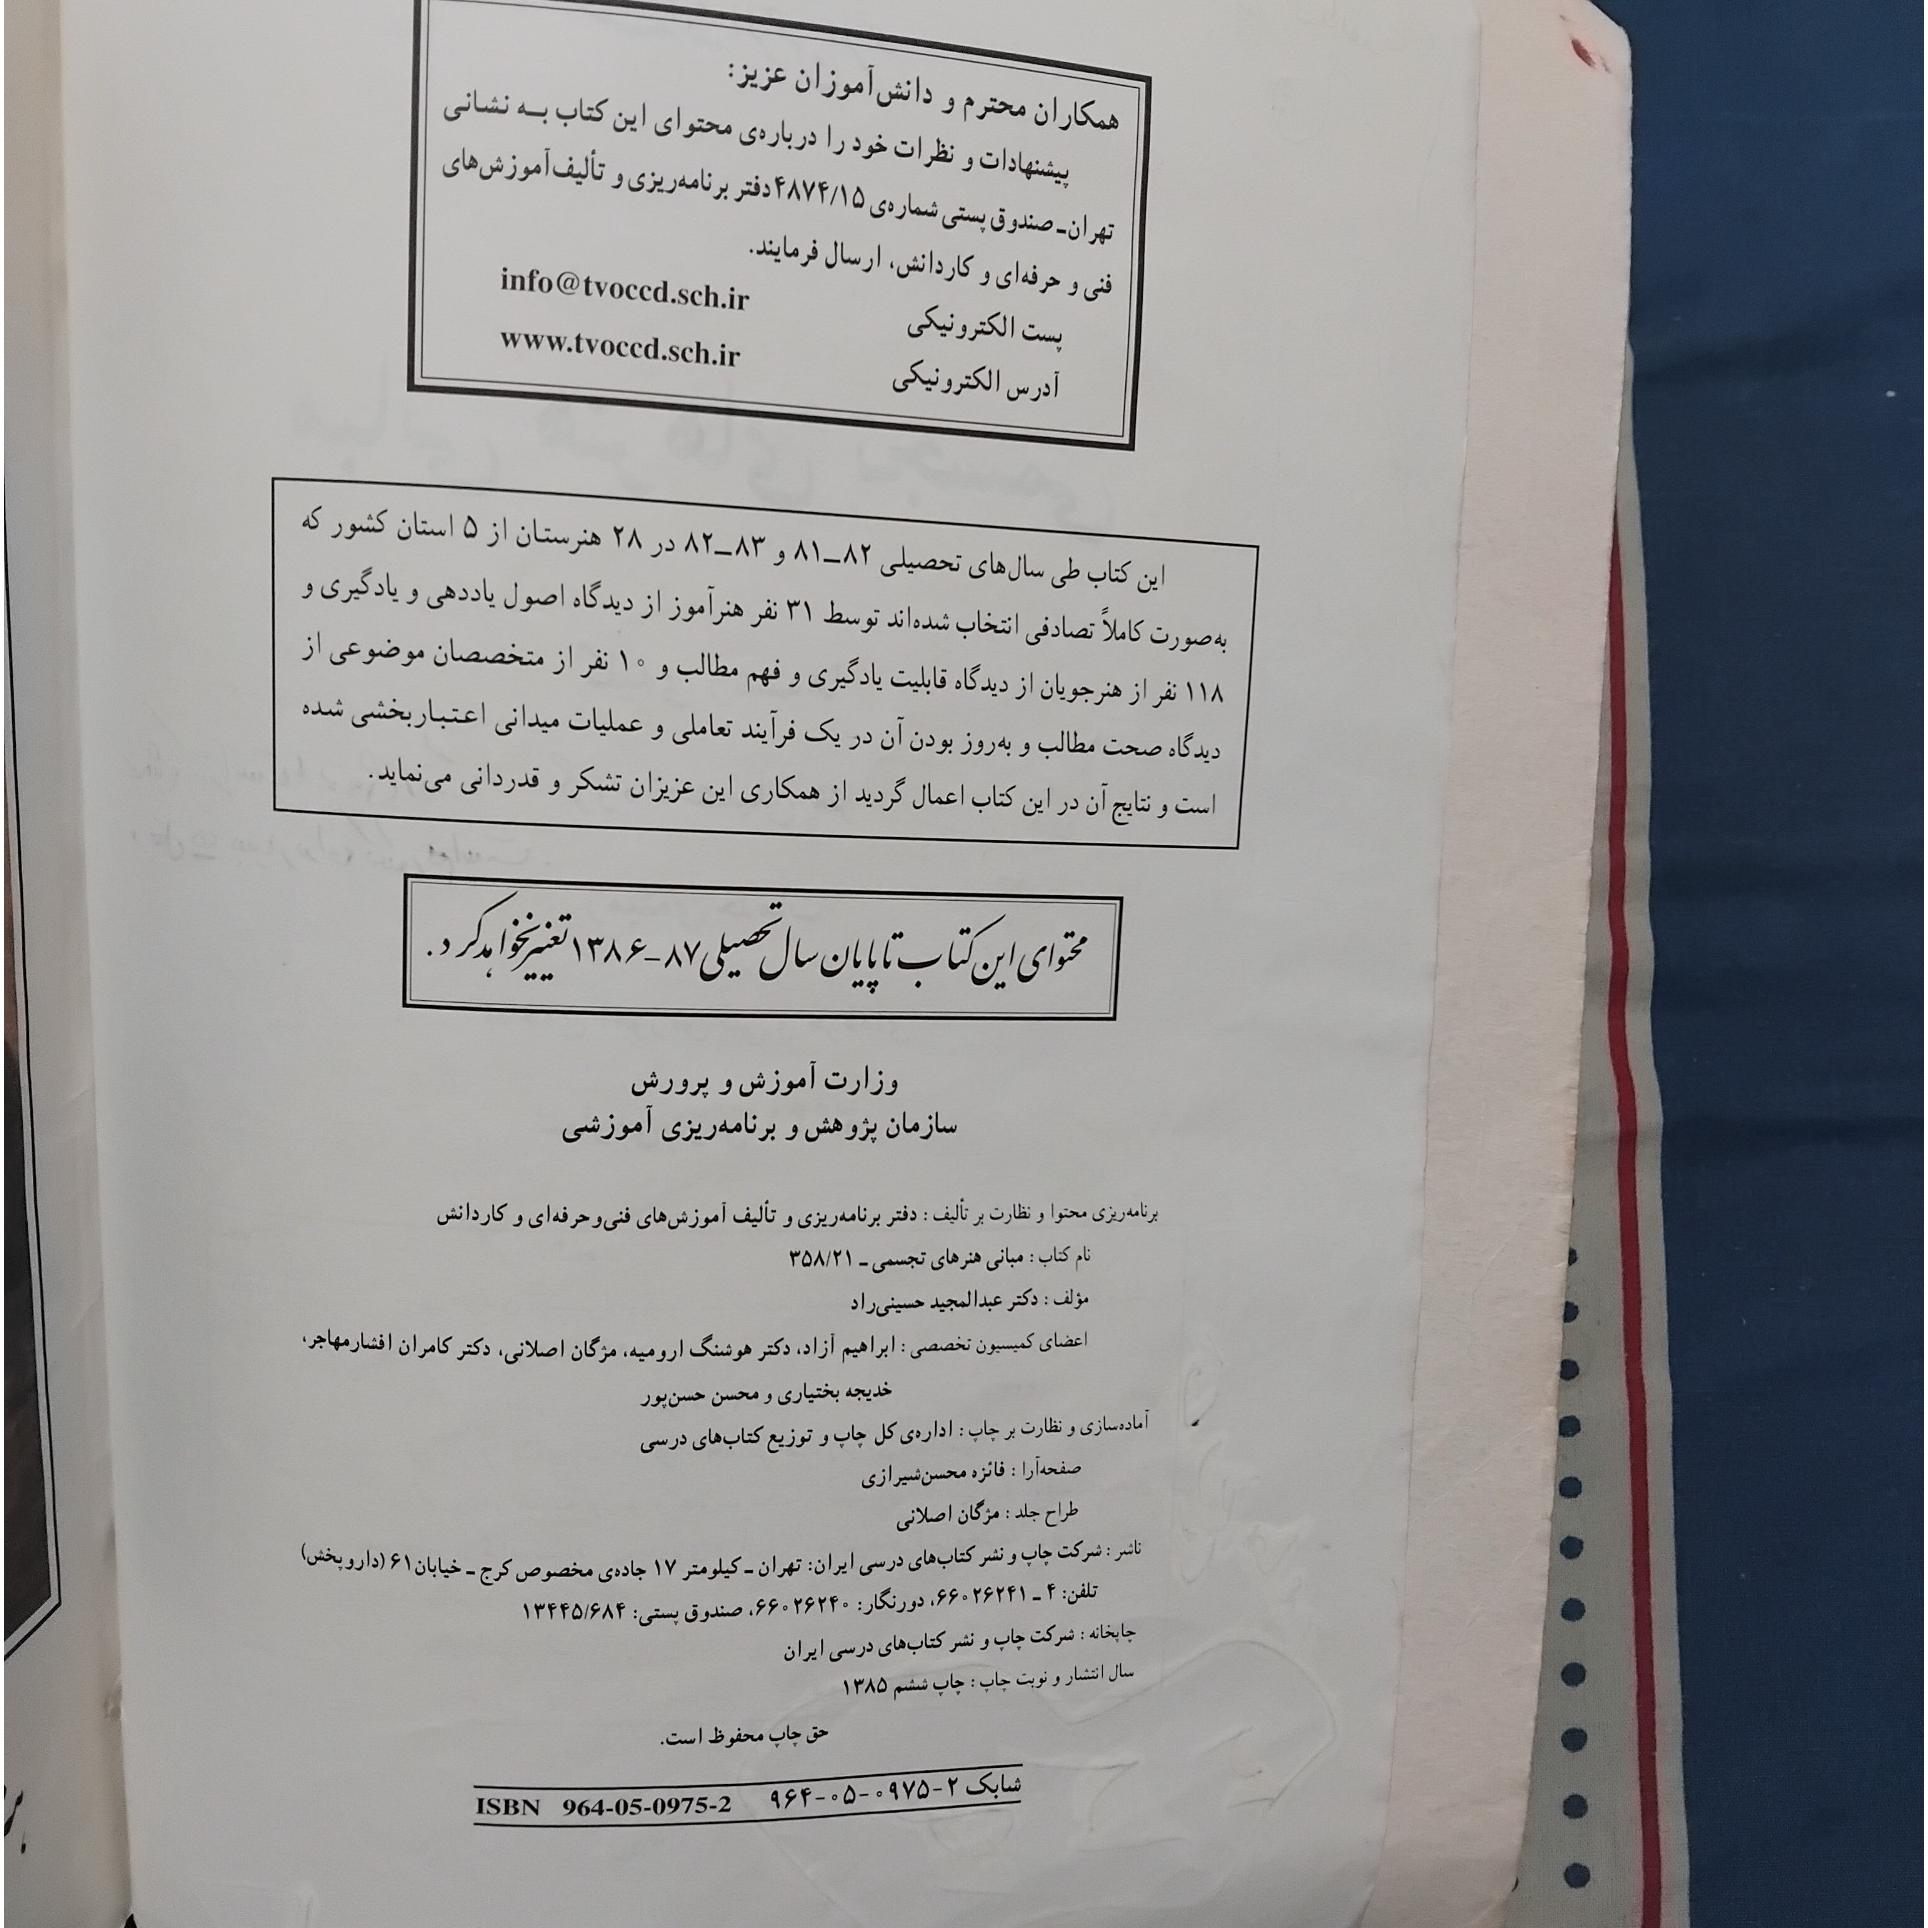 همکاران محترم و دانش‌آموزان عزیز:
پیشنهادات و نظرات خود را درباره‌ی محتوای این کتاب به نشانی
تهران ـ صندوق پستی شماره‌ی ۴۸۷۴/۱۵ دفتر برنامه‌ریزی و تألیف آموزش‌های
فنی و حرفه‌ای و کاردانش، ارسال فرمایند.
پست الکترونیکی info@tvoccd.sch.ir
آدرس الکترونیکی www.tvoccd.sch.ir
این کتاب طی سال‌های تحصیلی ۸۲ـ۸۱ و ۸۳ـ۸۲ در ۲۸ هنرستان از ۵ استان کشور که
به‌صورت کاملاً تصادفی انتخاب شده‌اند توسط ۳۱ نفر هنرآموز از دیدگاه اصول یاددهی و یادگیری و
۱۱۸ نفر از هنرجویان از دیدگاه قابلیت یادگیری و فهم مطالب و ۱۰ نفر از متخصصان موضوعی از
دیدگاه صحت مطالب و به‌روز بودن آن در یک فرآیند تعاملی و عملیات میدانی اعتباربخشی شده
است و نتایج آن در این کتاب اعمال گردید از همکاری این عزیزان تشکر و قدردانی می‌نماید.
محتوای این کتاب تا پایان سال تحصیلی ۸۷-۱۳۸۶ تغییر نخواهد کرد.
وزارت آموزش و پرورش
سازمان پژوهش و برنامه‌ریزی آموزشی
برنامه‌ریزی محتوا و نظارت بر تألیف : دفتر برنامه‌ریزی و تألیف آموزش‌های فنی‌وحرفه‌ای و کاردانش
نام کتاب : مبانی هنرهای تجسمی ـ ۳۵۸/۲۱
مؤلف : دکتر عبدالمجید حسینی‌راد
اعضای کمیسیون تخصصی : ابراهیم آزاد، دکتر هوشنگ ارومیه، مژگان اصلانی، دکتر کامران افشارمهاجر،
خدیجه بختیاری و محسن حسن‌پور
آماده‌سازی و نظارت بر چاپ : اداره‌ی کل چاپ و توزیع کتاب‌های درسی
صفحه‌آرا : فائزه محسن‌شیرازی
طراح جلد : مژگان اصلانی
ناشر : شرکت چاپ و نشر کتاب‌های درسی ایران: تهران ـ کیلومتر ۱۷ جاده‌ی مخصوص کرج ـ خیابان ۶۱ (داروپخش)
تلفن: ۴ ـ ۶۶۰۲۶۲۴۱، دورنگار: ۶۶۰۲۶۲۴۰، صندوق پستی: ۱۳۴۴۵/۶۸۴
چاپخانه : شرکت چاپ و نشر کتاب‌های درسی ایران
سال انتشار و نوبت چاپ : چاپ ششم ۱۳۸۵
حق چاپ محفوظ است.
شابک ۲-۰۹۷۵-۰۵-۹۶۴ ISBN 964-05-0975-2